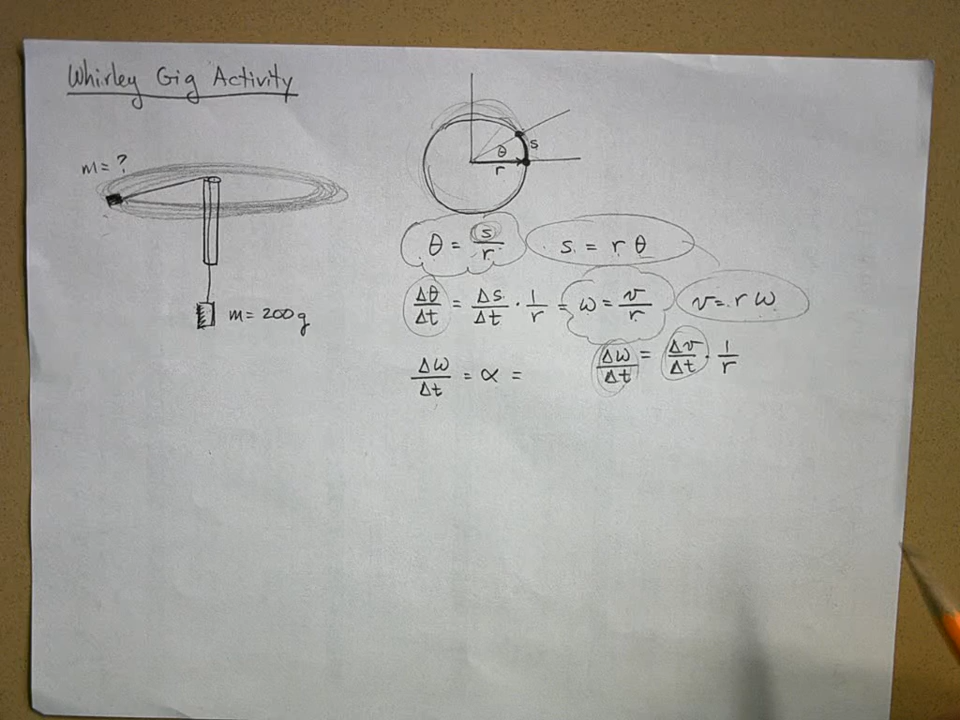 Whirley Gig Activity
m = ?
m = 200g
θ
s
r
θ = s/r
s = r θ
Δθ/Δt = Δs/Δt · 1/r = ω = v/r
v = r ω
Δω/Δt = α =
Δω/Δt = Δv/Δt · 1/r